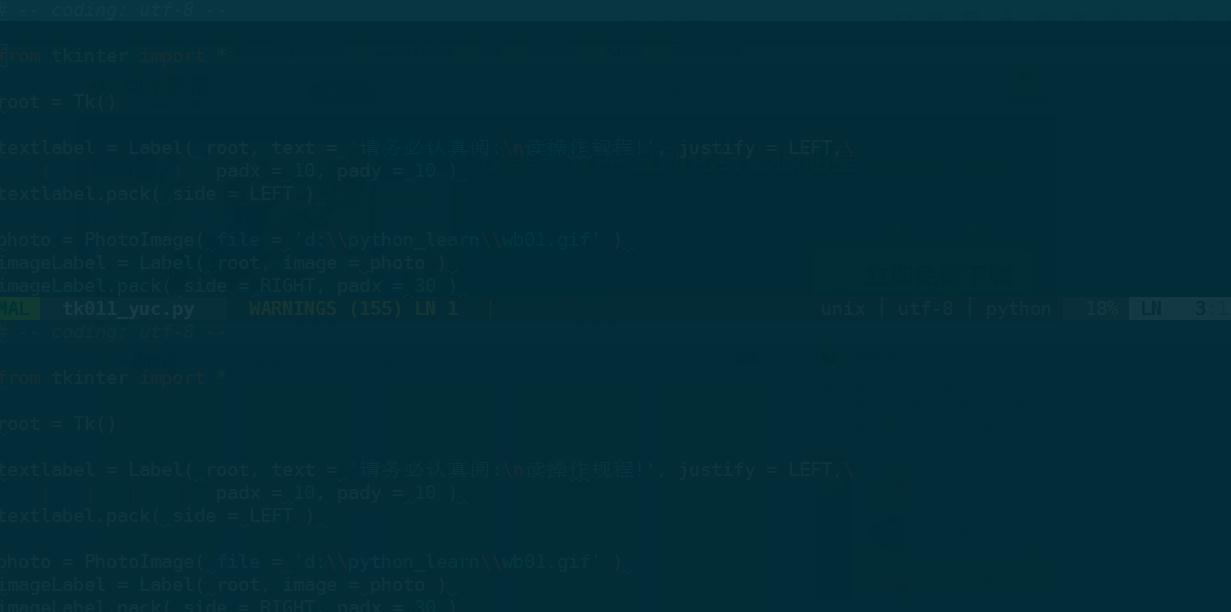 # -- coding: utf-8 --
from tkinter import *
root = Tk()
textlabel = Label( root, text = '请务必认真阅:\n读操作规程!', justify = LEFT,\
padx = 10, pady = 10 )
textlabel.pack( side = LEFT )
photo = PhotoImage( file = 'd:\\python_learn\\wb01.gif' )
imageLabel = Label( root, image = photo )
imageLabel.pack( side = RIGHT, padx = 30 )
MAL tk011_yuc.py WARNINGS (155) LN 1 | unix | utf-8 | python 18% LN 3:1
# -- coding: utf-8 --
from tkinter import *
root = Tk()
textlabel = Label( root, text = '请务必认真阅:\n读操作规程!', justify = LEFT,\
padx = 10, pady = 10 )
textlabel.pack( side = LEFT )
photo = PhotoImage( file = 'd:\\python_learn\\wb01.gif' )
imageLabel = Label( root, image = photo )
imageLabel.pack( side = RIGHT, padx = 30 )